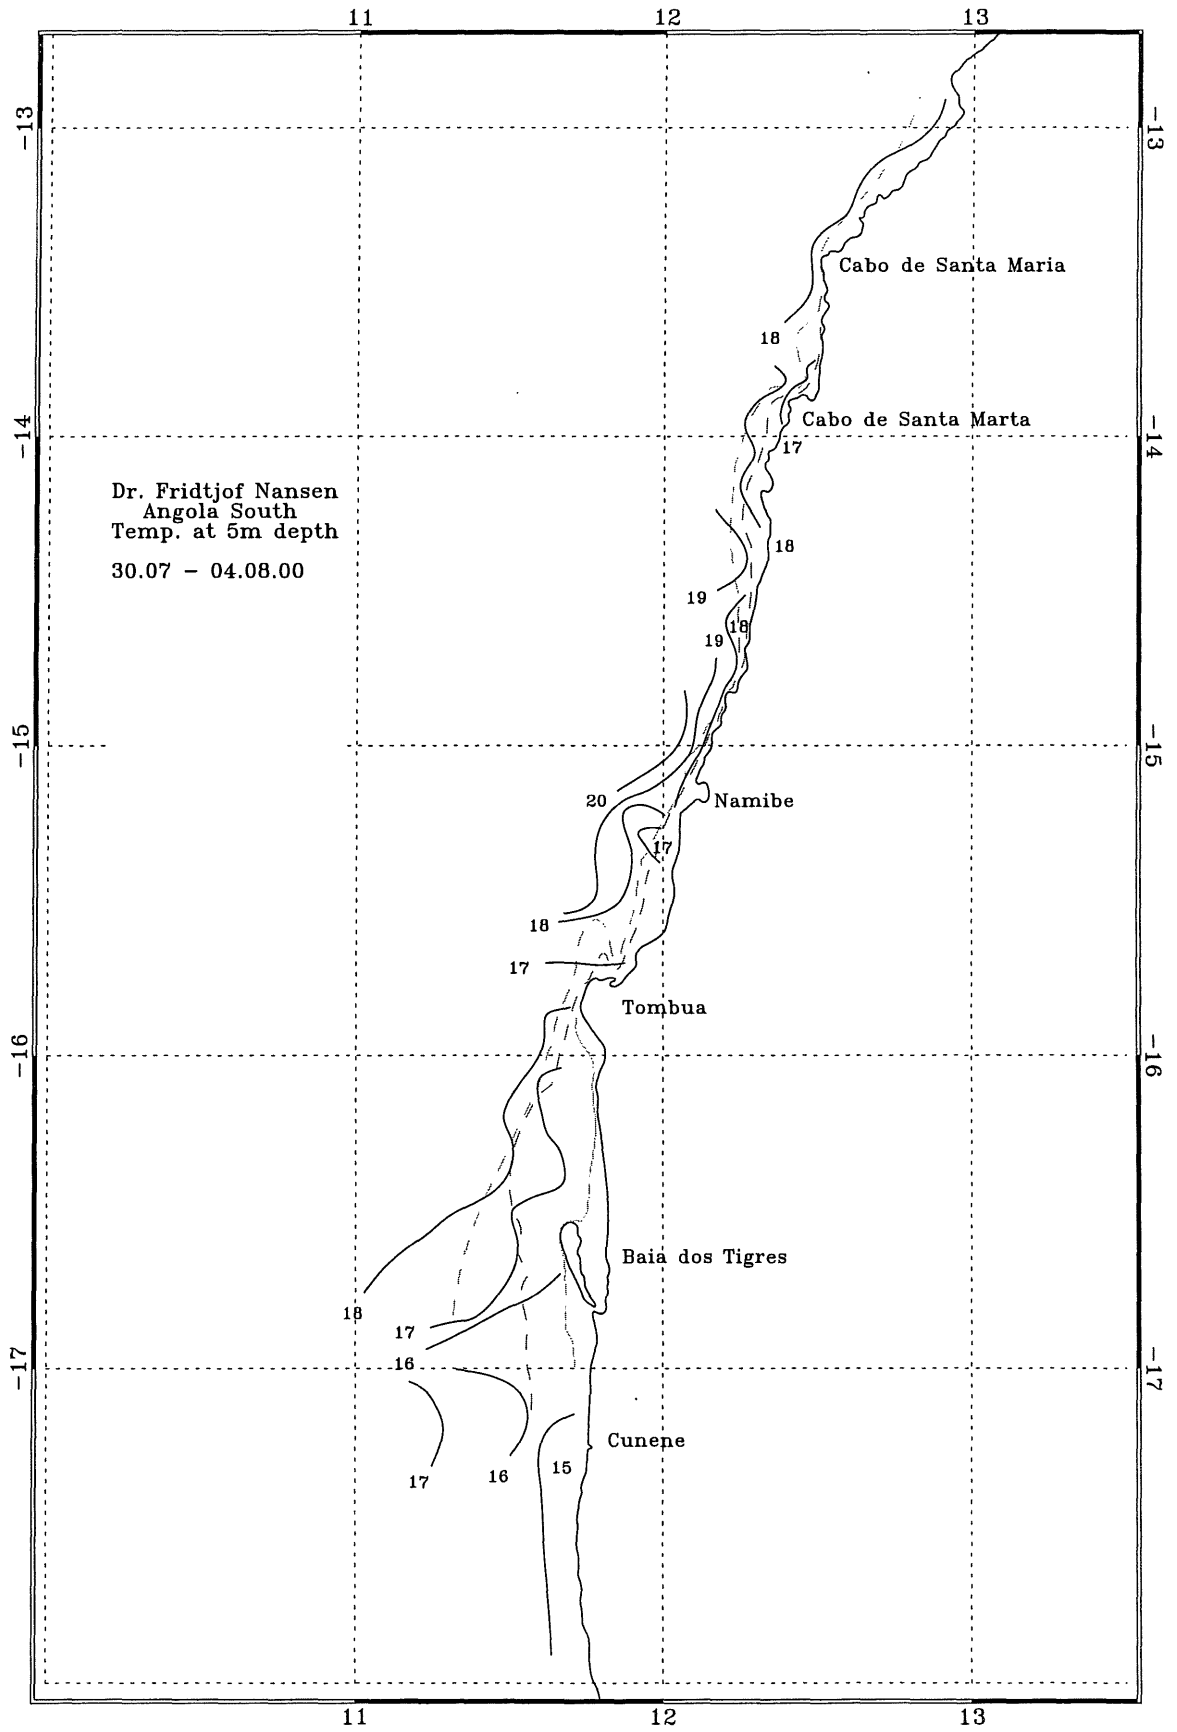 11 12 13
-13 -13
Cabo de Santa Maria
18
Cabo de Santa Marta
17
-14 -14
Dr. Fridtjof Nansen
Angola South
Temp. at 5m depth
30.07 - 04.08.00
18
19
18
19
-15 -15
20
Namibe
17
18
17
Tombua
-16 -16
Baia dos Tigres
18
17
16
-17 -17
Cunene
17 16 15
11 12 13